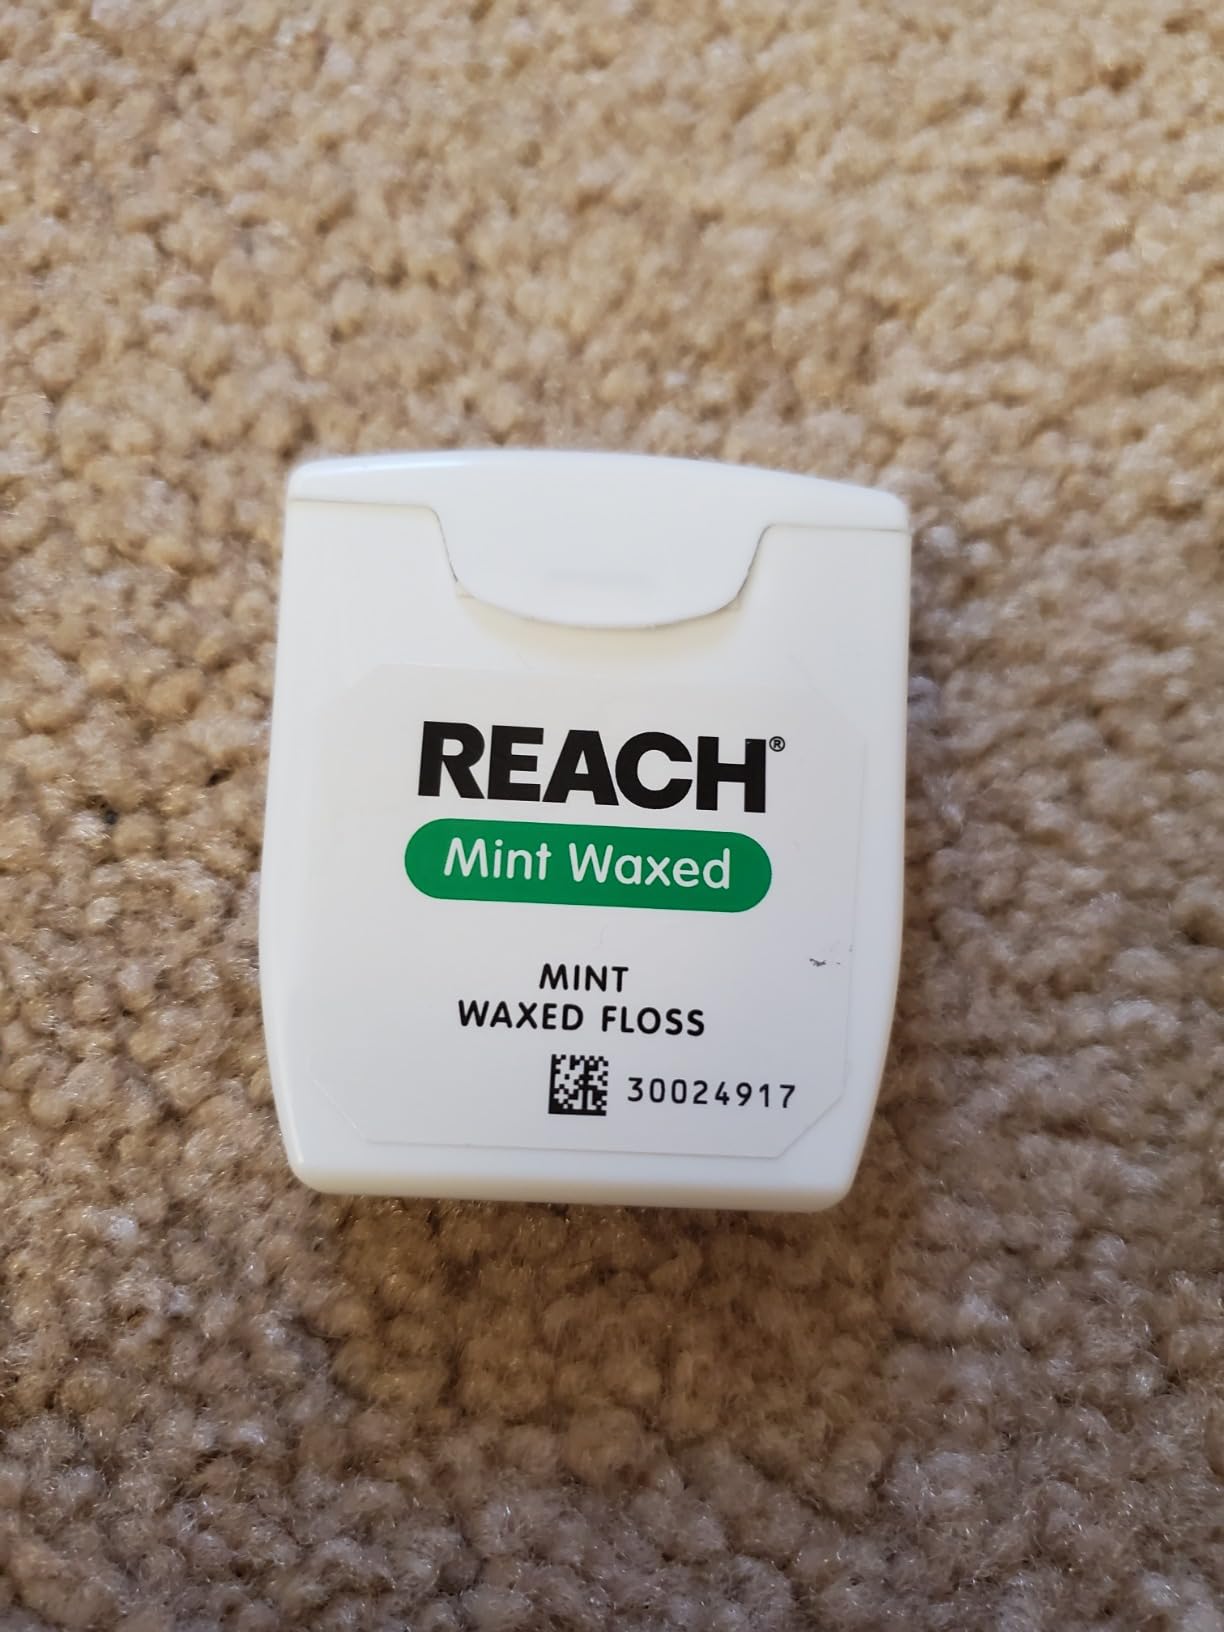 REACH®
Mint Waxed
MINT
WAXED FLOSS
30024917